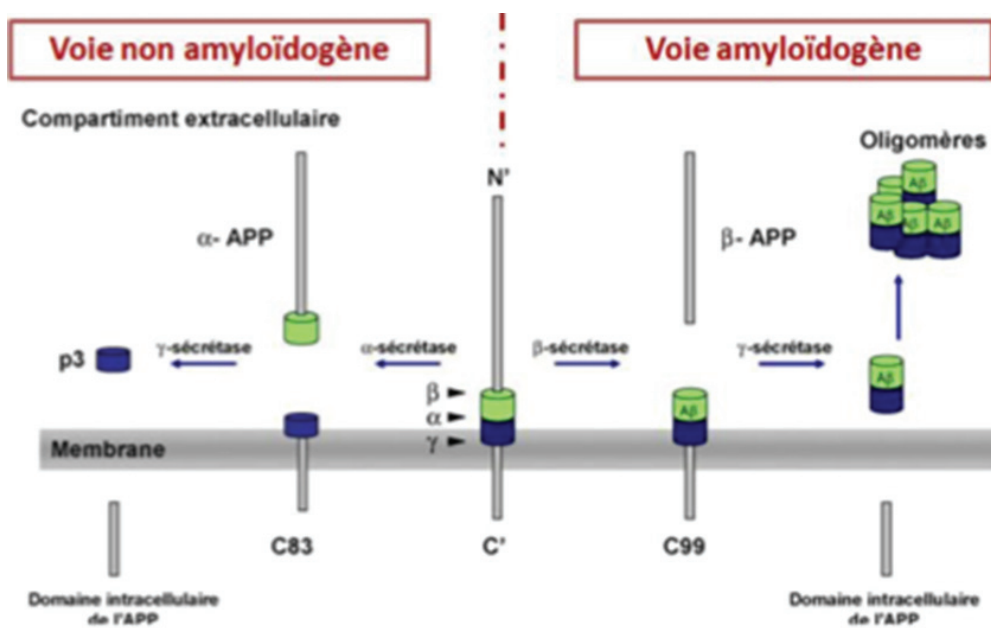 Voie non amyloïdogène
Voie amyloïdogène
Compartiment extracellulaire
Oligomères
N'
α- APP
β- APP
Aβ
Aβ
Aβ
Aβ
p3
γ-sécrétase
α-sécrétase
β-sécrétase
γ-sécrétase
β
α
γ
Aβ
Aβ
Membrane
C83
C'
C99
Domaine intracellulaire
de l'APP
Domaine intracellulaire
de l'APP